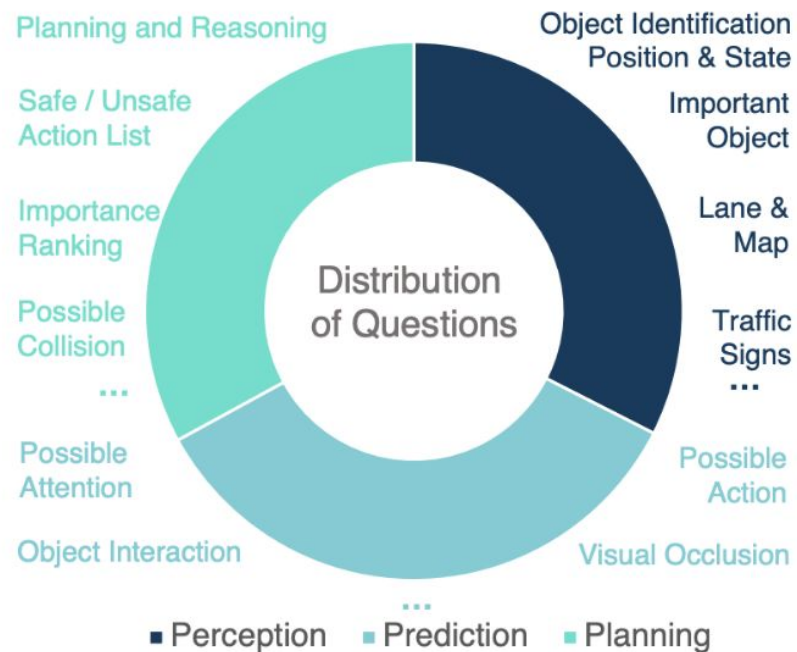 Planning and Reasoning
Safe / Unsafe
Action List
Importance
Ranking
Possible
Collision
...
Possible
Attention
Object Interaction
Object Identification
Position & State
Important
Object
Lane &
Map
Traffic
Signs
...
Possible
Action
Visual Occlusion
...
Distribution
of Questions
Perception
Prediction
Planning